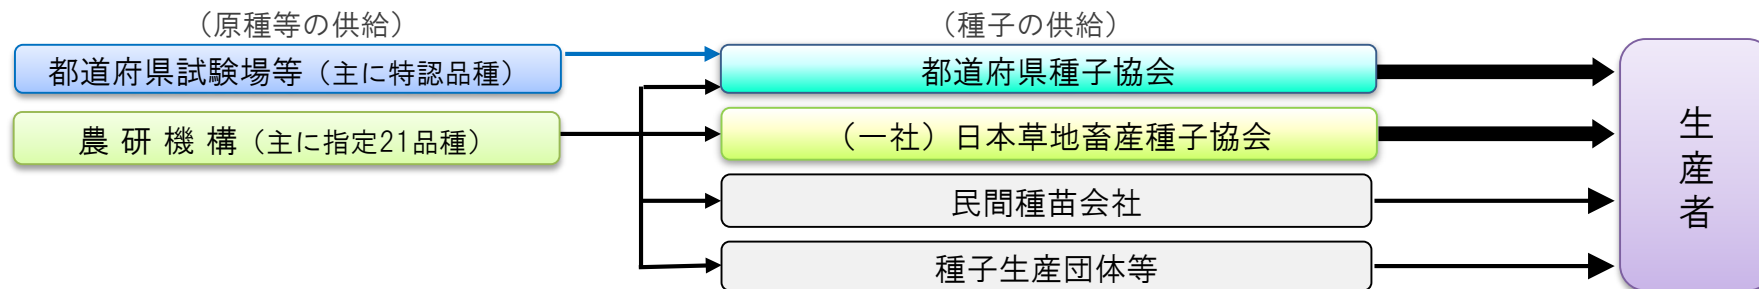 （原種等の供給）
（種子の供給）
都道府県試験場等（主に特認品種）
都道府県種子協会
農 研 機 構（主に指定21品種）
（一社）日本草地畜産種子協会
民間種苗会社
種子生産団体等
生産者